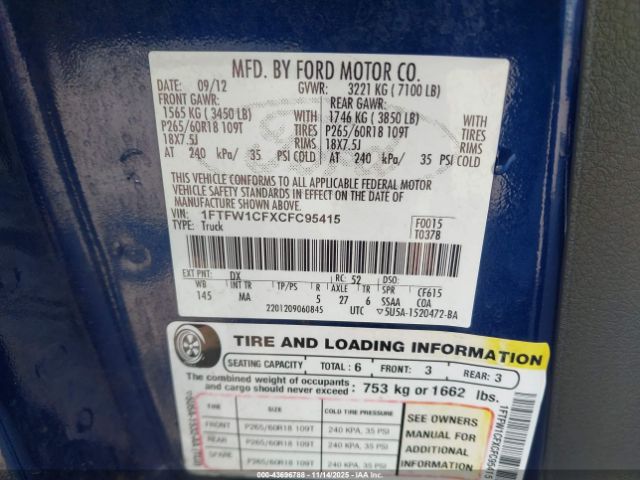 MFD. BY FORD MOTOR CO.
DATE: 09/12 GVWR: 3221 KG ( 7100 LB)
FRONT GAWR: REAR GAWR:
1565 KG ( 3450 LB) WITH 1746 KG ( 3850 LB)
P265/60R18 109T TIRES P265/60R18 109T
18X7.5J RIMS 18X7.5J
AT 240 kPa/ 35 PSI COLD AT 240 kPa/ 35 PSI COLD
THIS VEHICLE CONFORMS TO ALL APPLICABLE FEDERAL MOTOR
VEHICLE SAFETY STANDARDS IN EFFECT ON THE DATE OF
MANUFACTURE SHOWN ABOVE.
VIN: 1FTFW1CFXCFC95415 F0015
TYPE: Truck T037B
EXT PNT: DX RC: 52 DSO:
WB INT TR TP/PS R AXLE TR SPR CF615
145 MA 5 27 6 SSAA COA
2201209060845 UTC 5U5A-1520472-BA
TIRE AND LOADING INFORMATION
SEATING CAPACITY TOTAL : 6 FRONT: 3 REAR: 3
The combined weight of occupants
and cargo should never exceed : 753 kg or 1662 lbs.
TIRE SIZE COLD TIRE PRESSURE
FRONT P265/60R18 109T 240 KPA, 35 PSI
REAR P265/60R18 109T 240 KPA, 35 PSI
SPARE P265/60R18 109T 240 KPA, 35 PSI
SEE OWNERS
MANUAL FOR
ADDITIONAL
INFORMATION
1FTFW1CFXCFC95415
© -- 43696788 -- 11/14/2025 -- IAAI.COM